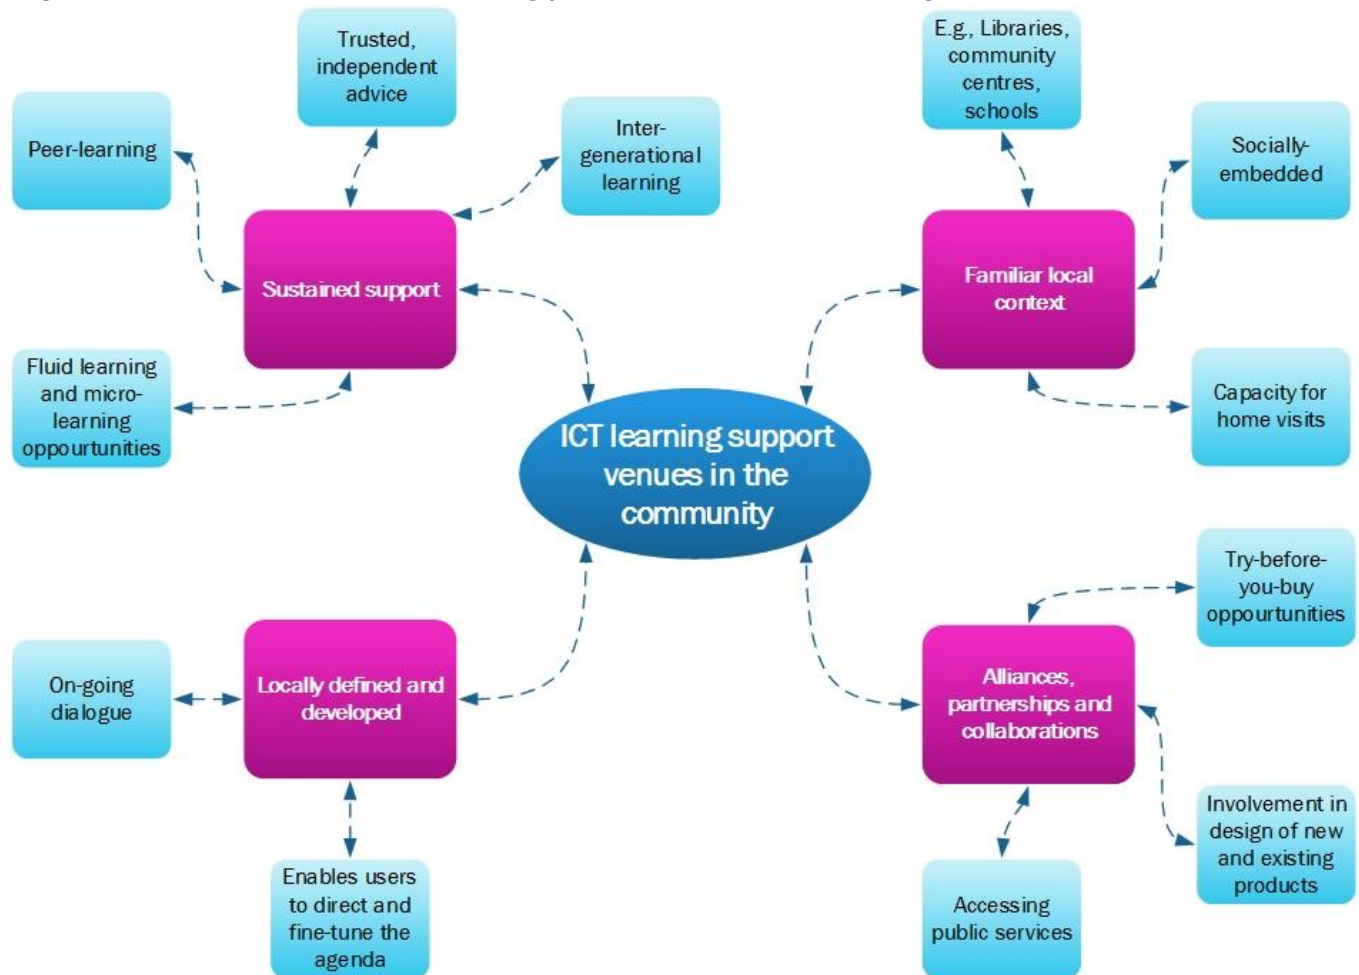 Trusted,
independent
advice
E.g., Libraries,
community
centres,
schools
Peer-learning
Inter-
generational
learning
Socially-
embedded
Sustained support
Familiar local
context
Fluid learning
and micro-
learning
oppourtunities
Capacity for
home visits
ICT learning support
venues in the
community
Try-before-
you-buy
oppourtunities
On-going
dialogue
Locally defined and
developed
Alliances,
partnerships and
collaborations
Involvement in
design of new
and existing
products
Enables users
to direct and
fine-tune the
agenda
Accessing
public services